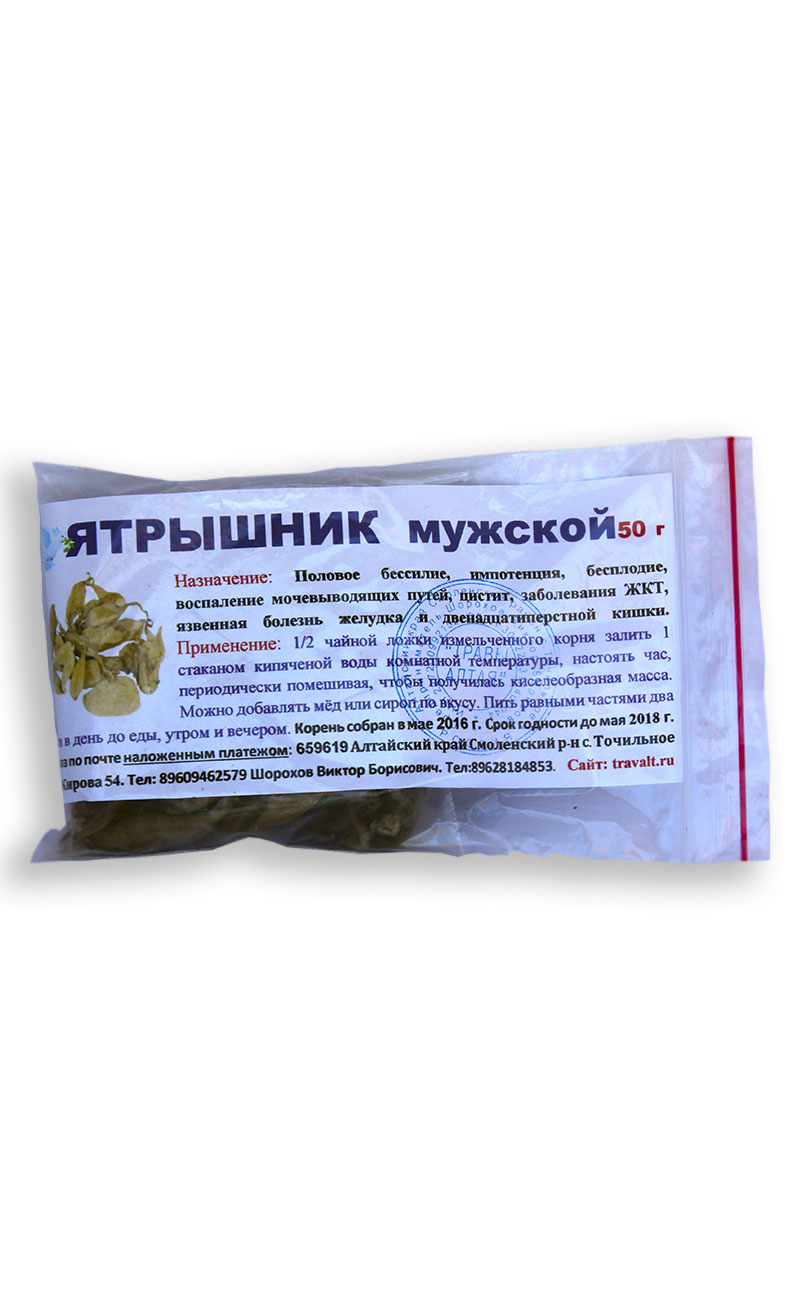 ЯТРЫШНИК мужской 50 г
Назначение: Половое бессилие, импотенция, бесплодие,
воспаление мочевыводящих путей, цистит, заболевания ЖКТ,
язвенная болезнь желудка и двенадцатиперстной кишки.
Применение: 1/2 чайной ложки измельченного корня залить 1
стаканом кипяченой воды комнатной температуры, настоять час,
периодически помешивая, чтобы получилась киселеобразная масса.
Можно добавлять мёд или сироп по вкусу. Пить равными частями два
в день до еды, утром и вечером. Корень собран в мае 2016 г. Срок годности до мая 2018 г.
по почте наложенным платежом: 659619 Алтайский край Смоленский р-н с. Точильное
Кирова 54. Тел: 89609462579 Шорохов Виктор Борисович. Тел:89628184853. Сайт: travalt.ru
"ТРАВЫ
АЛТАЯ"